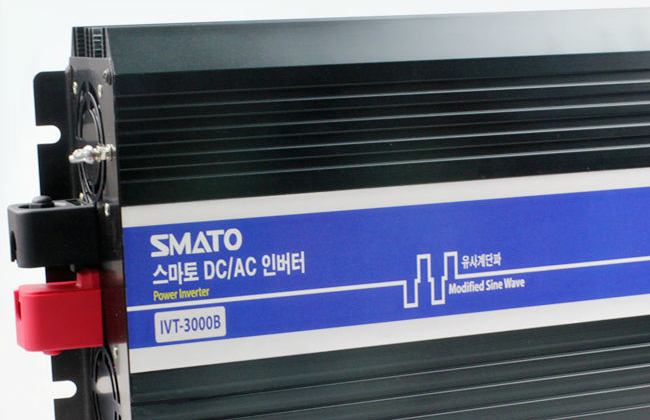 SMATO
스마토 DC/AC 인버터
Power Inverter
IVT-3000B
유사계단파
Modified Sine Wave